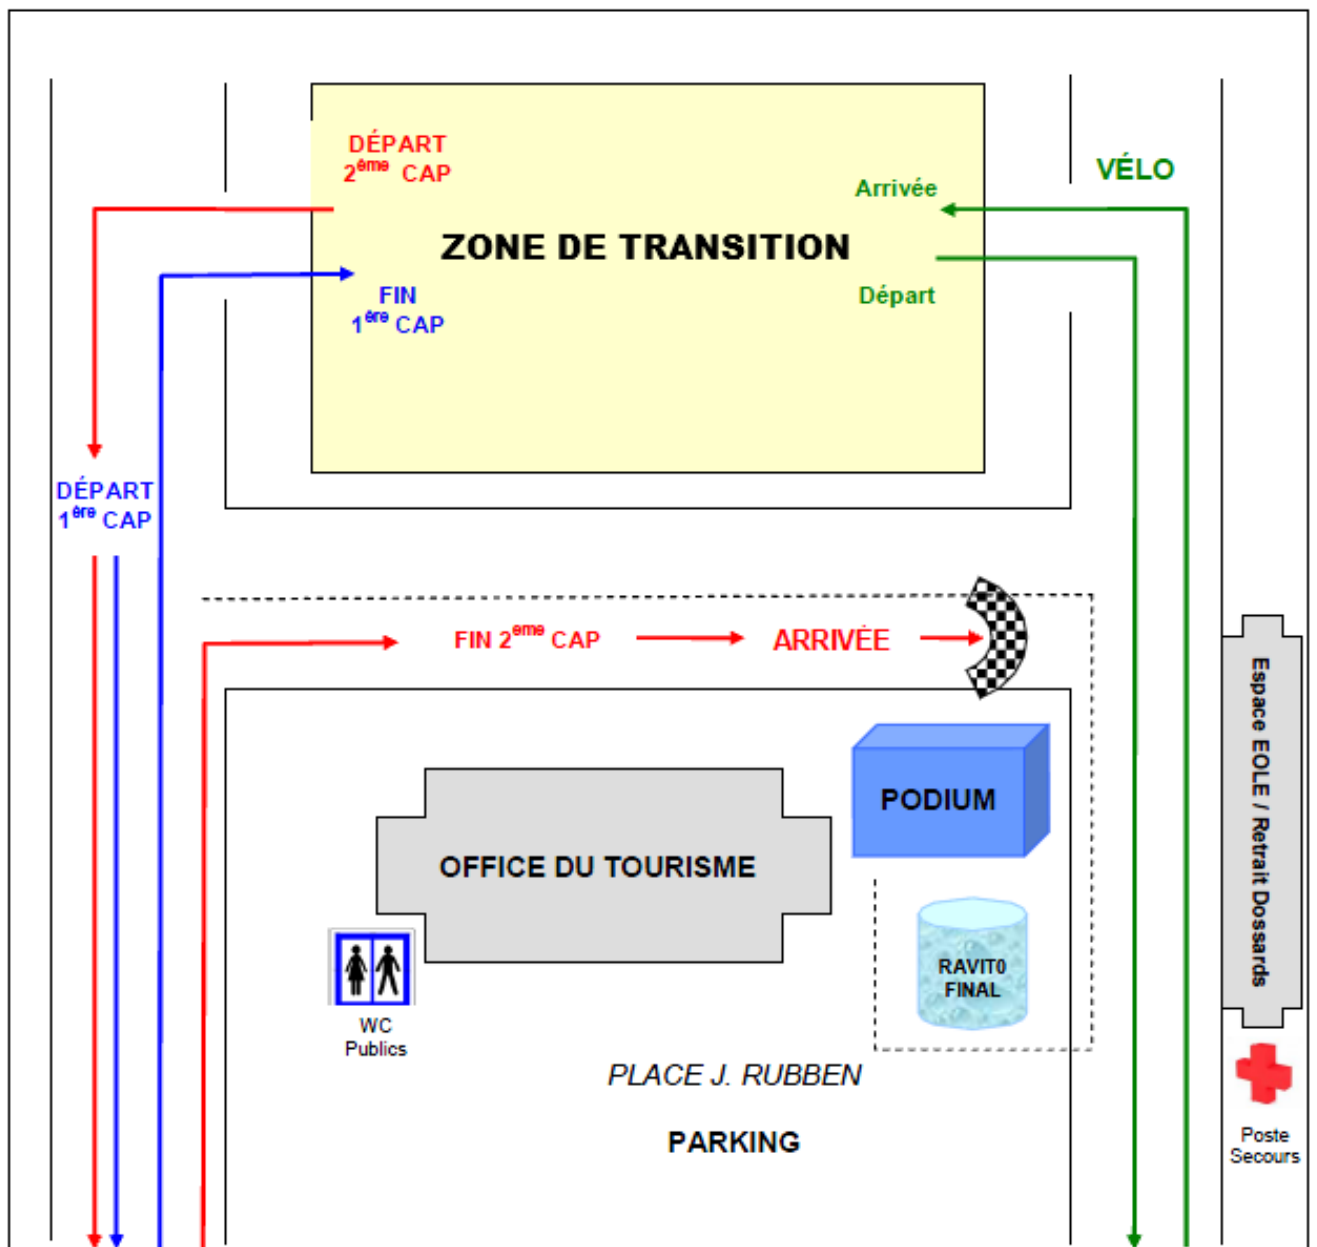 DÉPART
2ème CAP
VÉLO
Arrivée
ZONE DE TRANSITION
FIN
1ère CAP
Départ
DÉPART
1ère CAP
FIN 2eme CAP
ARRIVÉE
PODIUM
OFFICE DU TOURISME
Espace EOLE / Retrait Dossards
RAVITO
FINAL
WC
Publics
PLACE J. RUBBEN
PARKING
Poste
Secours